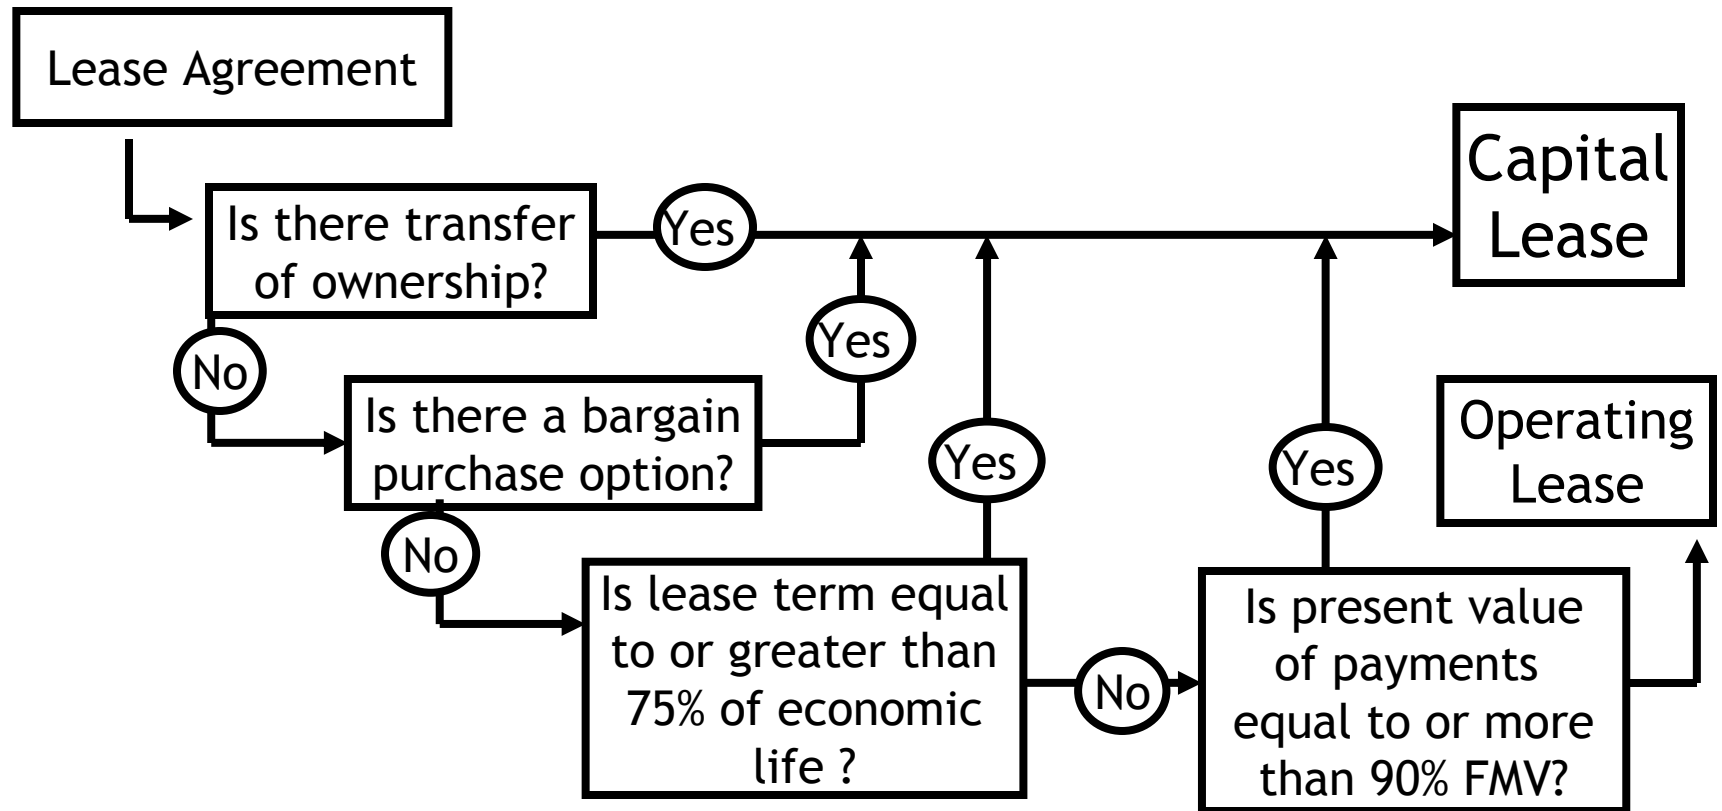 Lease Agreement
Is there transfer
of ownership?
Yes
Capital
Lease
No
Is there a bargain
purchase option?
Yes
Operating
Lease
No
Is lease term equal
to or greater than
75% of economic
life ?
Yes
No
Is present value
of payments
equal to or more
than 90% FMV?
Yes